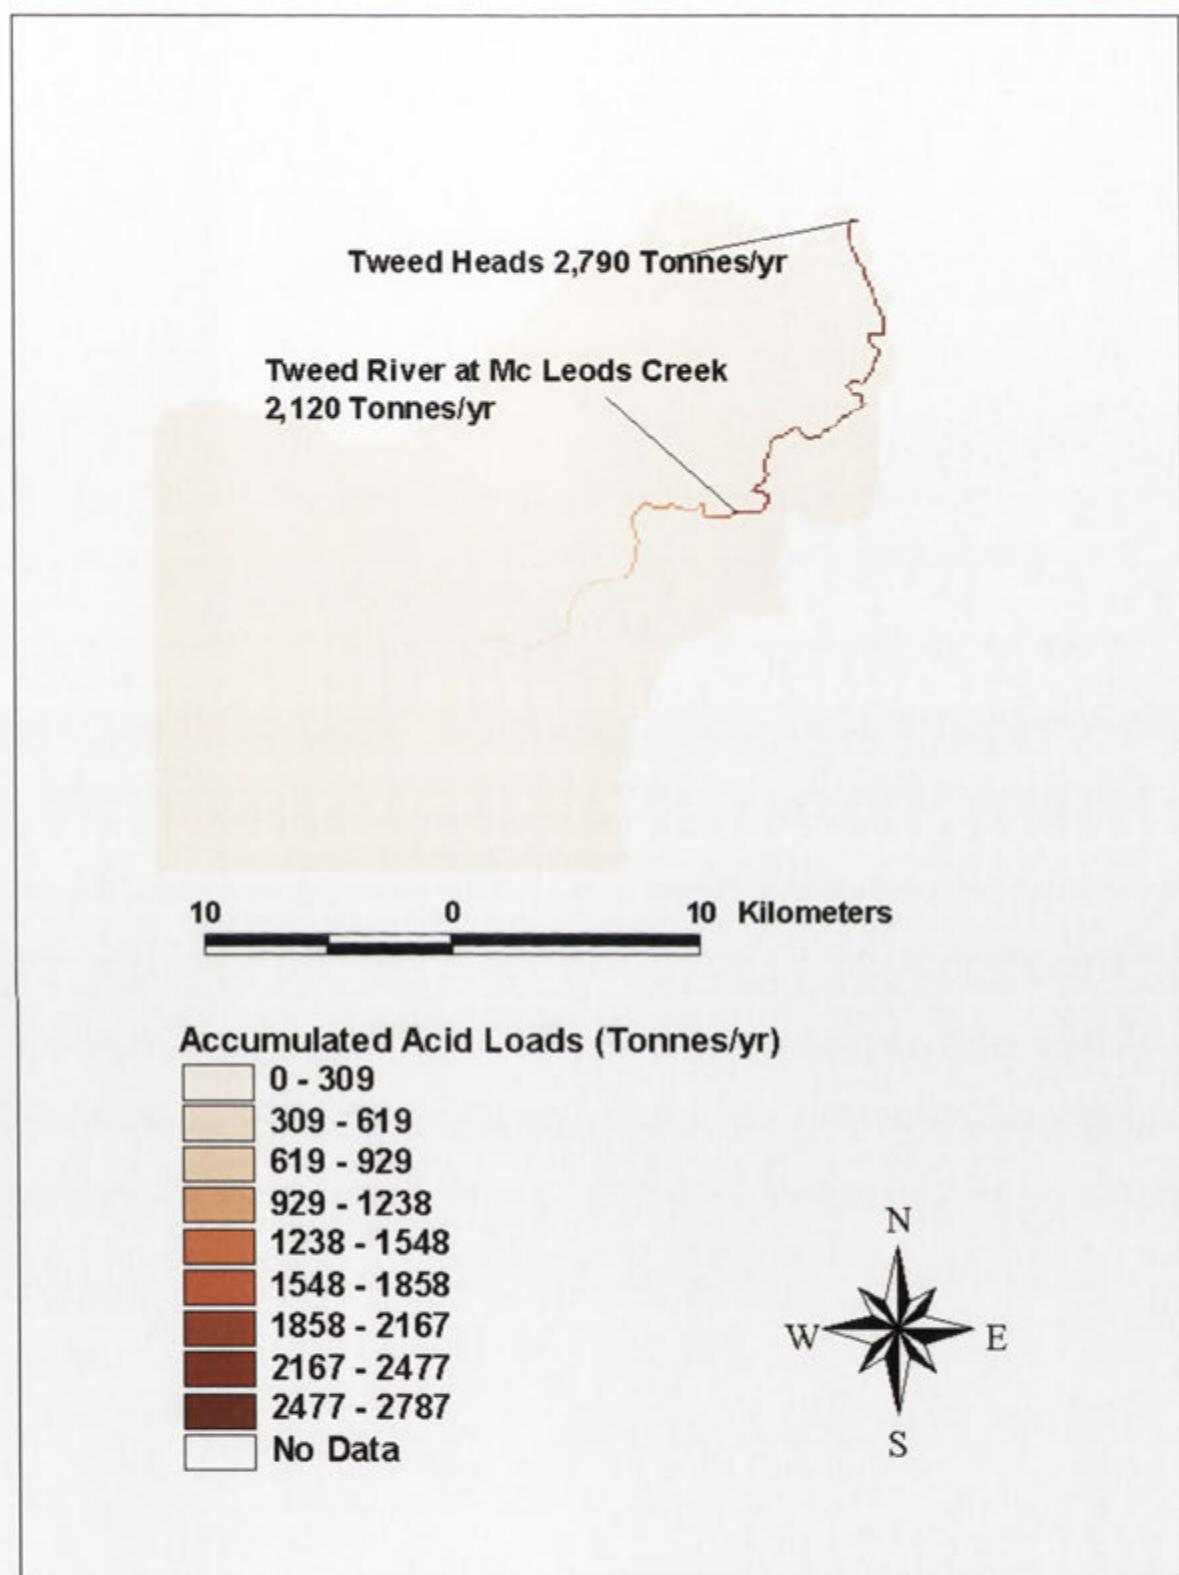 Tweed Heads 2,790 Tonnes/yr
Tweed River at Mc Leods Creek
2,120 Tonnes/yr
10 0 10 Kilometers
Accumulated Acid Loads (Tonnes/yr)
0 - 309
309 - 619
619 - 929
929 - 1238
1238 - 1548
1548 - 1858
1858 - 2167
2167 - 2477
2477 - 2787
No Data
N
W E
S